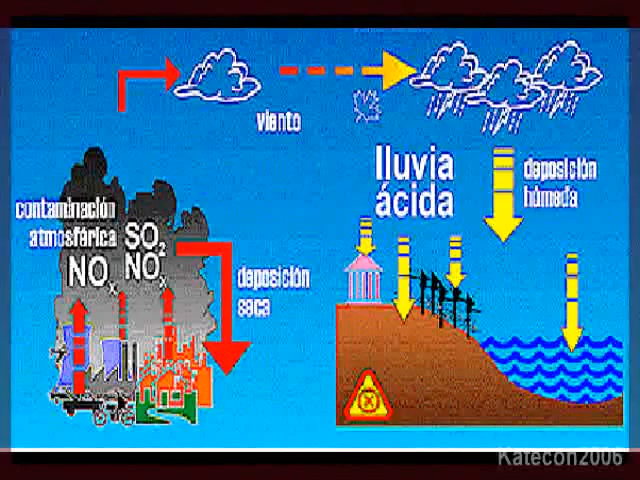 viento
lluvia
ácida
deposición
húmeda
contaminación
atmosférica
SO2
NOx
NOx
deposición
seca
Katecon2006